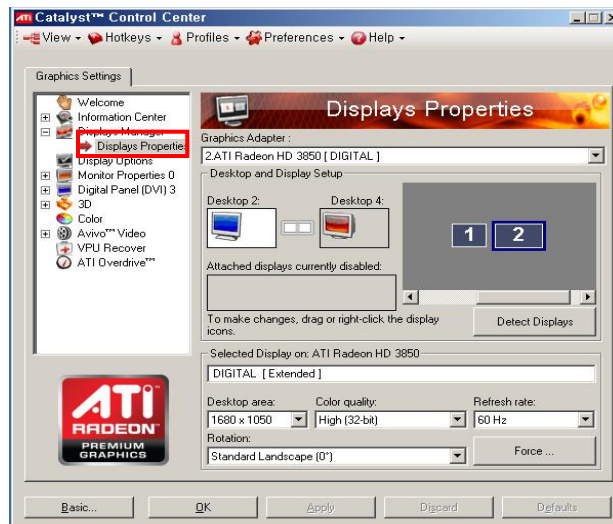 ATI Catalyst™ Control Center
View Hotkeys Profiles Preferences Help
Graphics Settings
Welcome
Information Center
Displays Manager
Displays Properties
Display Options
Monitor Properties 0
Digital Panel (DVI) 3
3D
Color
Avivo™ Video
VPU Recover
ATI Overdrive™
Displays Properties
Graphics Adapter :
2.ATI Radeon HD 3850 [ DIGITAL ]
Desktop and Display Setup
Desktop 2: Desktop 4:
1 2
Attached displays currently disabled:
To make changes, drag or right-click the display
icons.
Detect Displays
Selected Display on: ATI Radeon HD 3850
DIGITAL [ Extended ]
Desktop area: Color quality: Refresh rate:
1680 x 1050 High (32-bit) 60 Hz
Rotation:
Standard Landscape (0°)
Force ...
ATI
RADEON
PREMIUM
GRAPHICS
Basic... OK Apply Discard Defaults